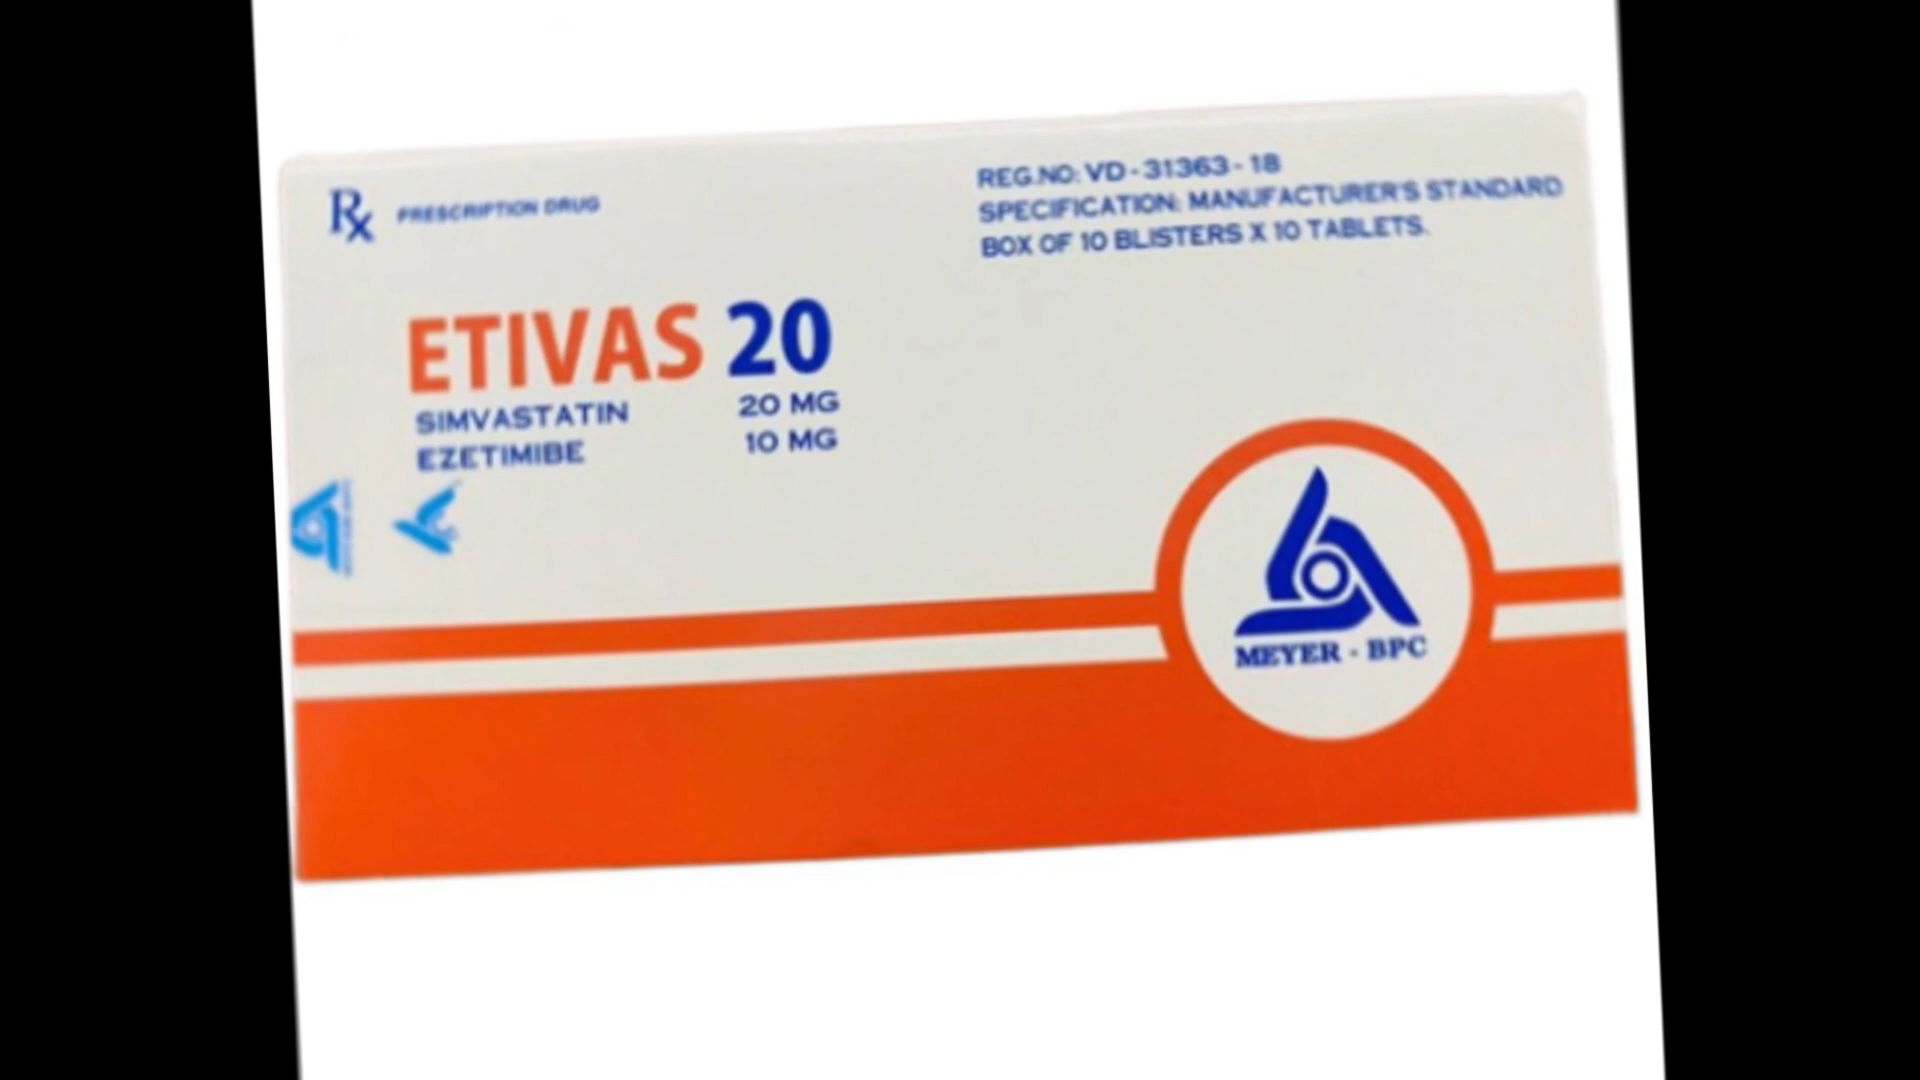 Rx PRESCRIPTION DRUG
REG.NO: VD - 31363 - 18
SPECIFICATION: MANUFACTURER'S STANDARD
BOX OF 10 BLISTERS X 10 TABLETS.
ETIVAS 20
SIMVASTATIN 20 MG
EZETIMIBE 10 MG
MEYER - BPC